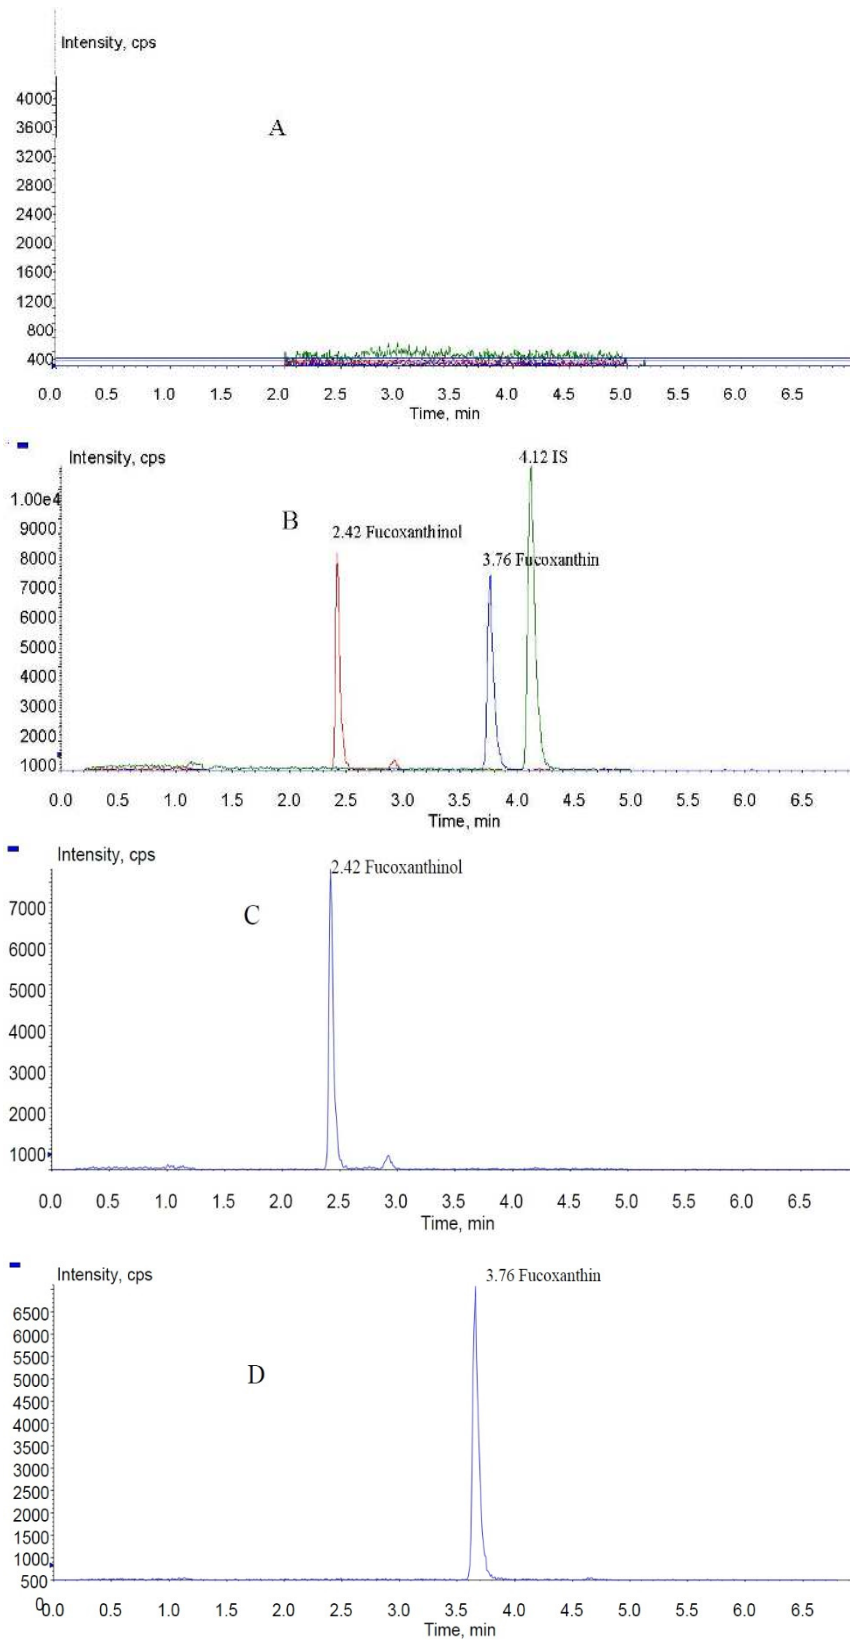 Intensity, cps
A
4000
3600
3200
2800
2400
2000
1600
1200
800
400
0.0 0.5 1.0 1.5 2.0 2.5 3.0 3.5 4.0 4.5 5.0 5.5 6.0 6.5
Time, min
Intensity, cps
4.12 IS
1.00e4
B
2.42 Fucoxanthinol
9000
3.76 Fucoxanthin
8000
7000
6000
5000
4000
3000
2000
1000
0.0 0.5 1.0 1.5 2.0 2.5 3.0 3.5 4.0 4.5 5.0 5.5 6.0 6.5
Time, min
Intensity, cps
2.42 Fucoxanthinol
C
7000
6000
5000
4000
3000
2000
1000
0.0 0.5 1.0 1.5 2.0 2.5 3.0 3.5 4.0 4.5 5.0 5.5 6.0 6.5
Time, min
Intensity, cps
3.76 Fucoxanthin
6500
6000
5500
D
5000
4500
4000
3500
3000
2500
2000
1500
1000
500
0
0.0 0.5 1.0 1.5 2.0 2.5 3.0 3.5 4.0 4.5 5.0 5.5 6.0 6.5
Time, min